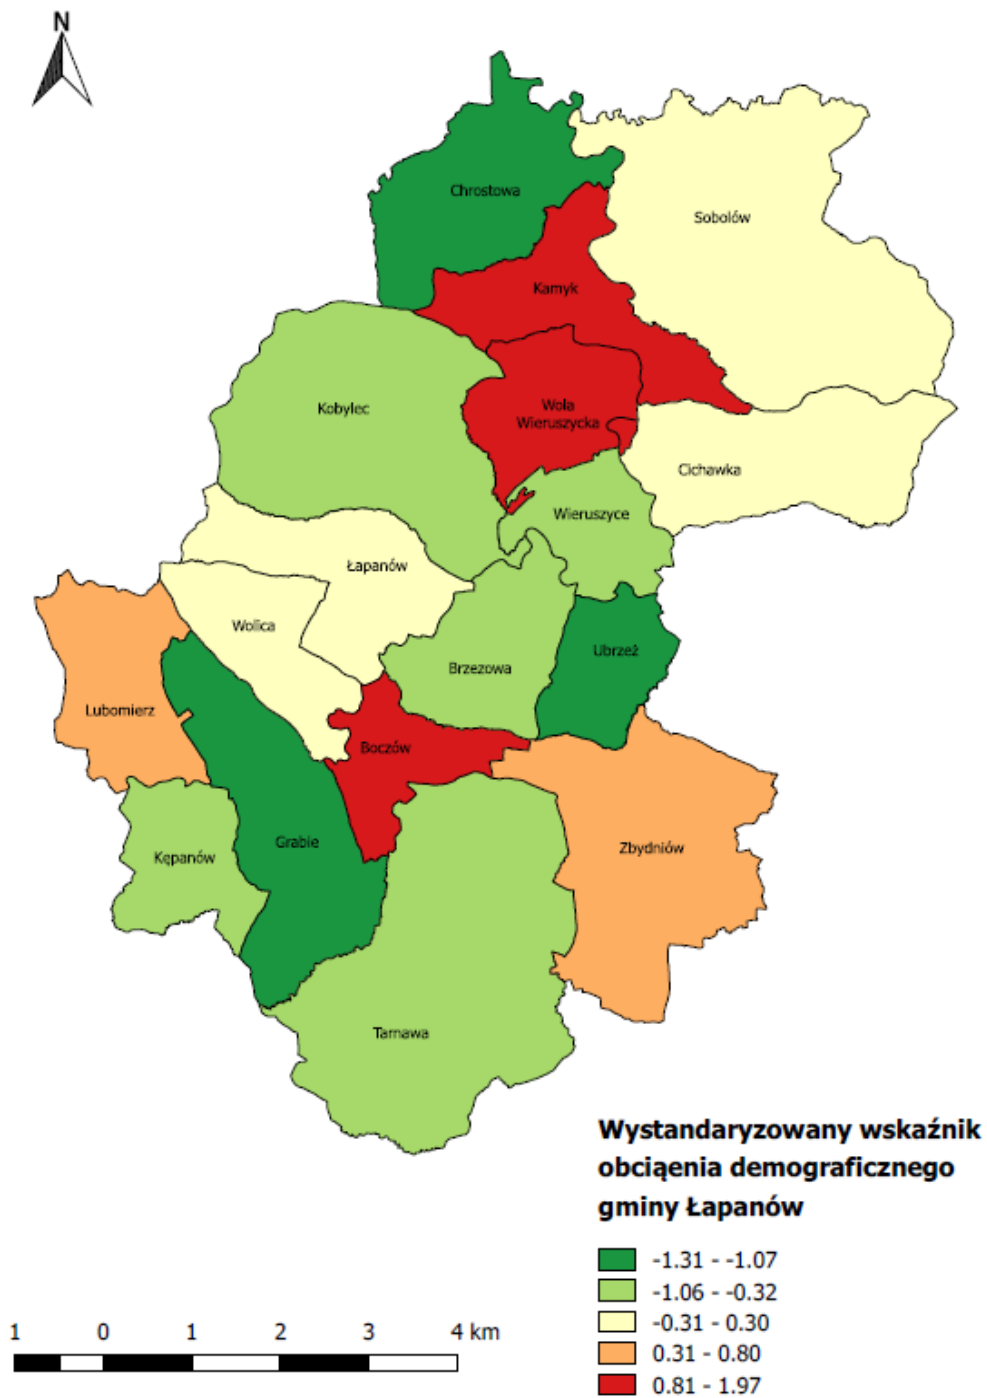 N
Chrostowa
Sobolów
Kamyk
Kobylec
Wola
Wieruszycka
Cichawka
Wieruszyce
Łapanów
Wolica
Ubrzeż
Brzezowa
Lubomierz
Boczów
Grabie
Zbydniów
Kępanów
Tarnawa
Wystandaryzowany wskaźnik
obciąenia demograficznego
gminy Łapanów
-1.31 - -1.07
-1.06 - -0.32
-0.31 - 0.30
0.31 - 0.80
0.81 - 1.97
1 0 1 2 3 4 km